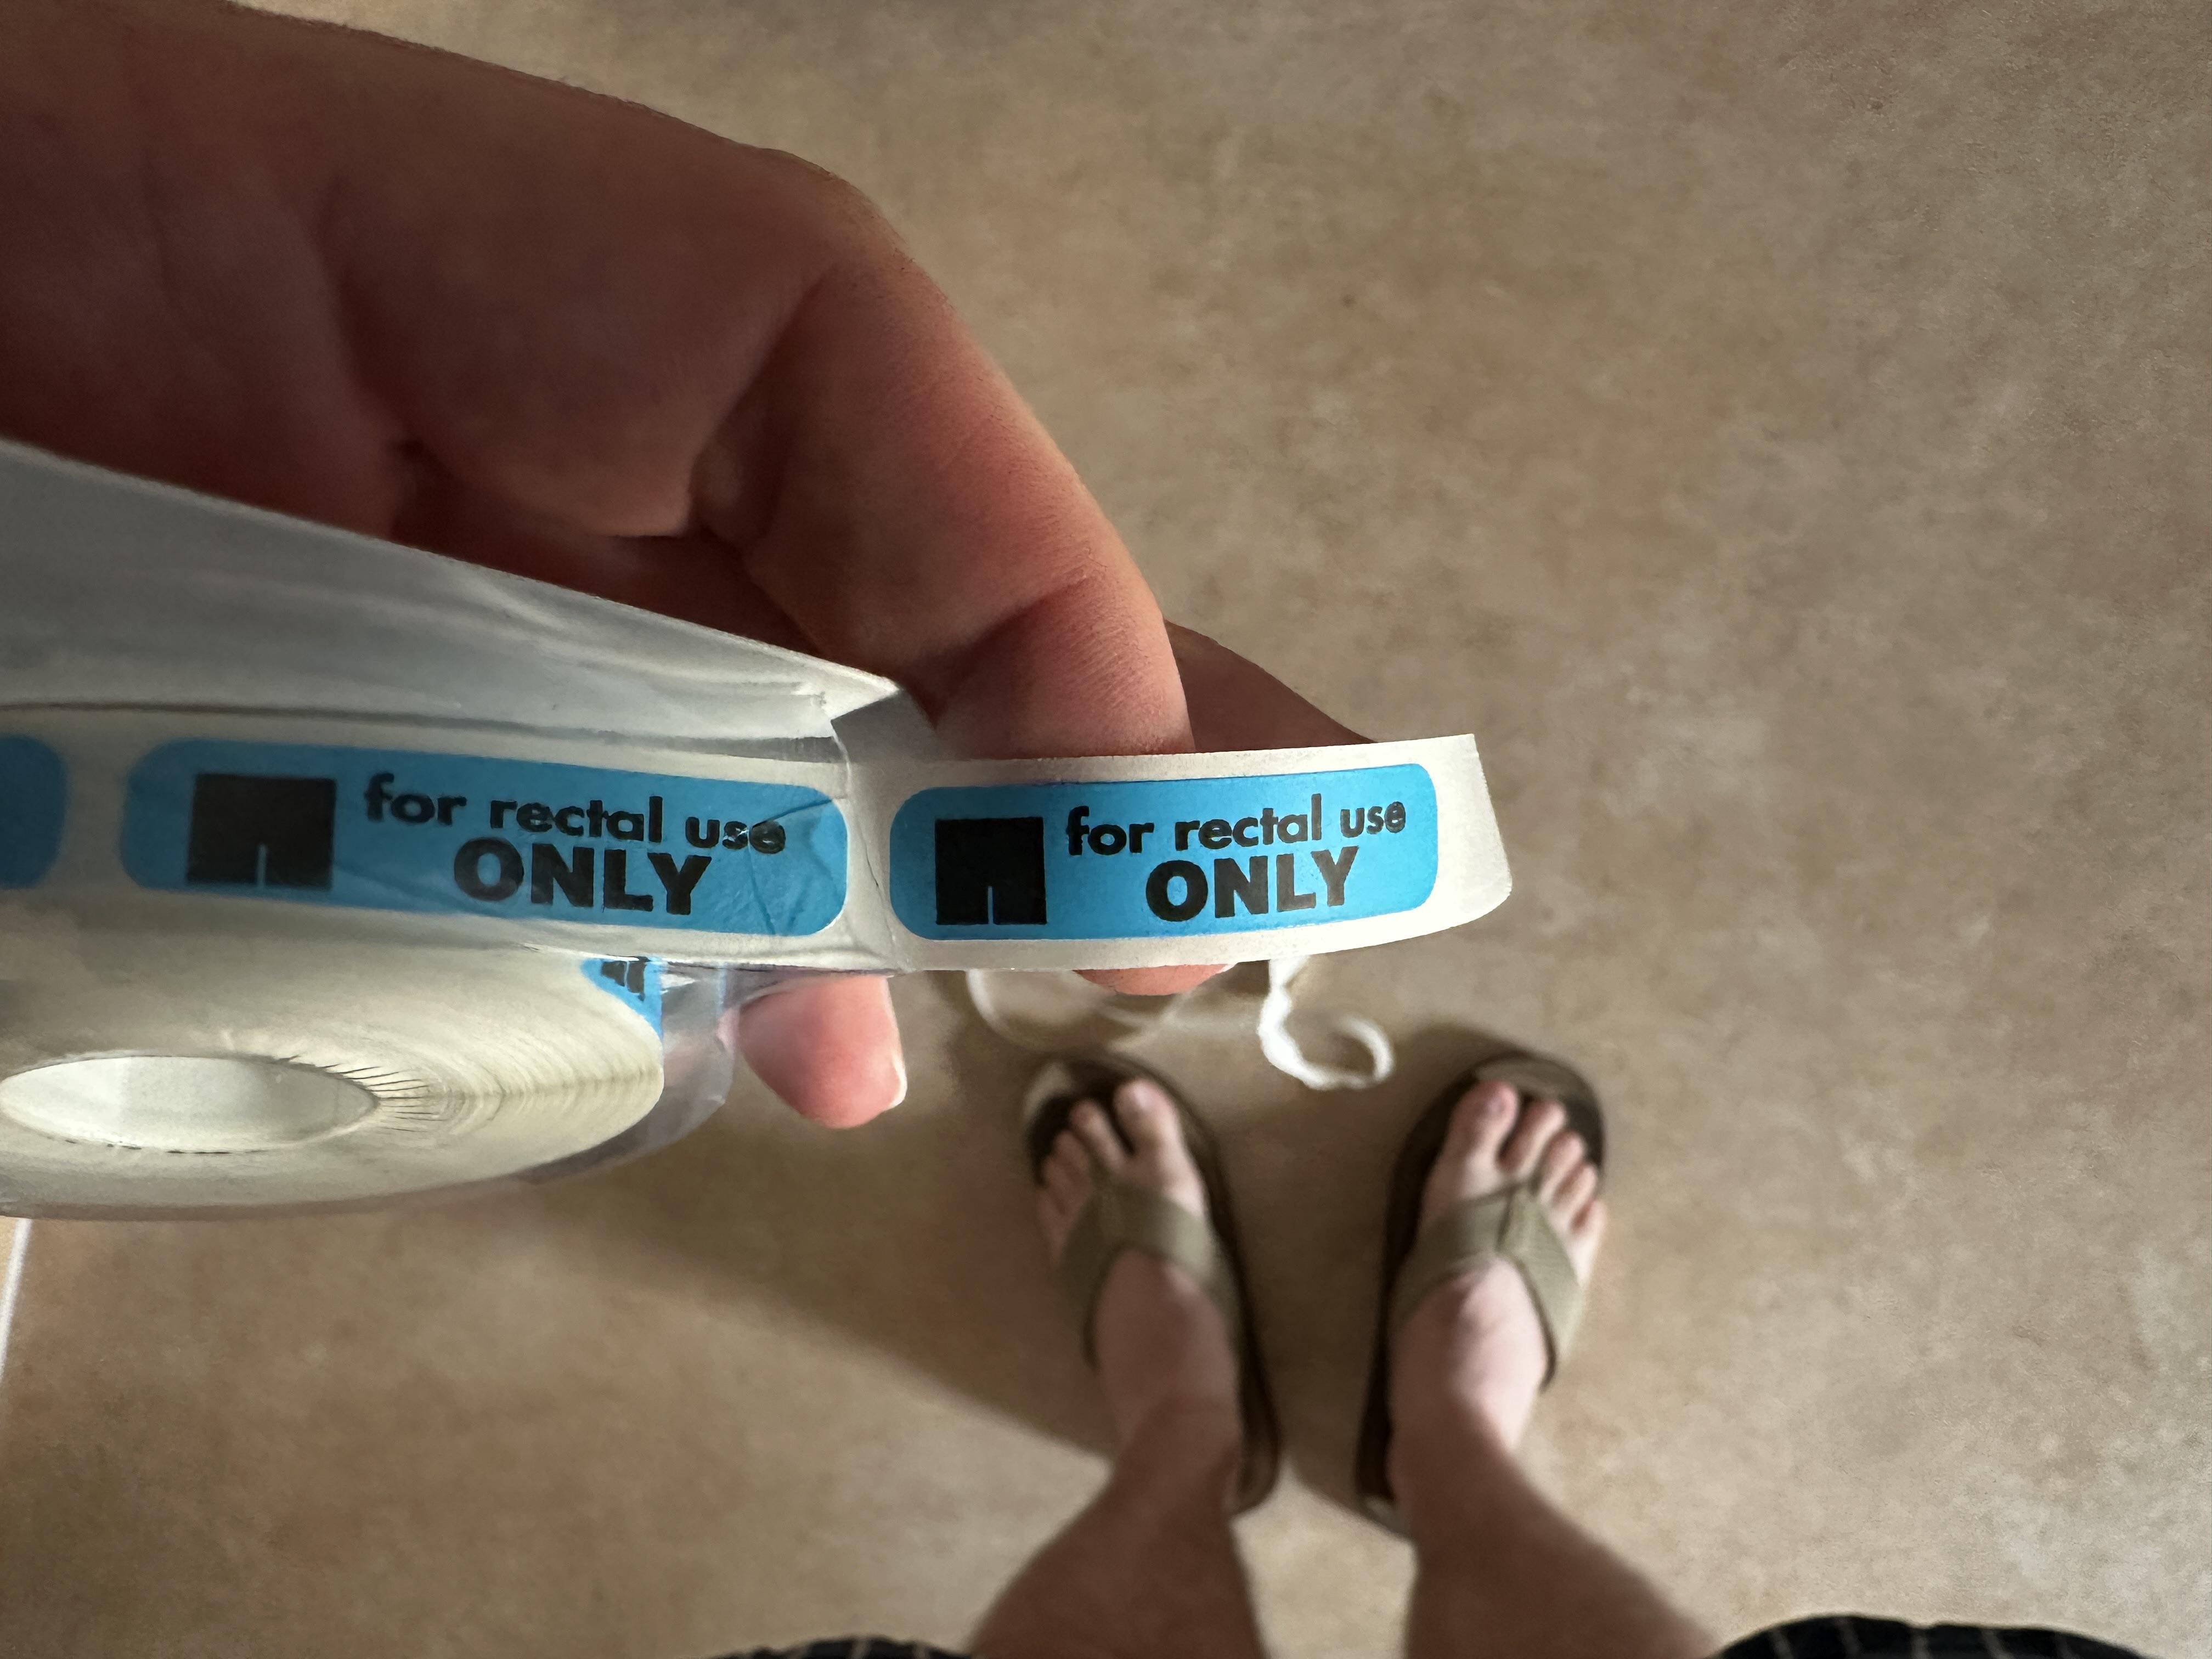 for rectal use
ONLY
for rectal use
ONLY